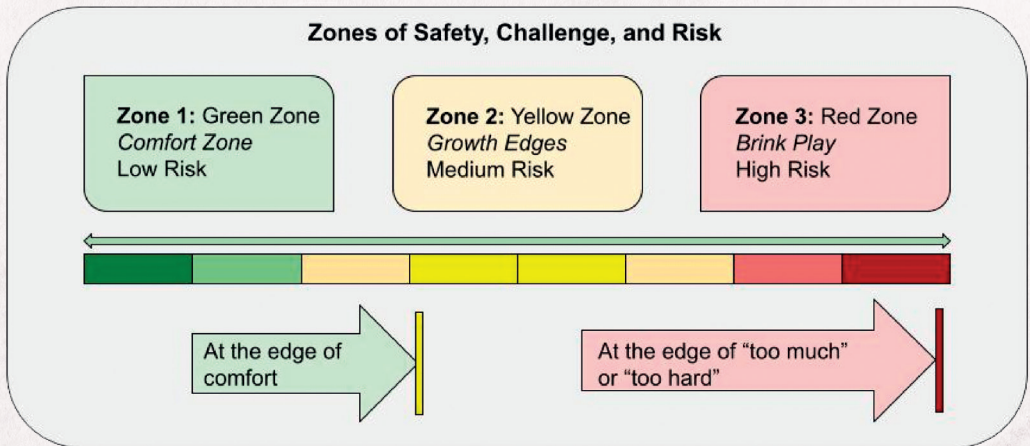 Zones of Safety, Challenge, and Risk
Zone 1: Green Zone
Comfort Zone
Low Risk
Zone 2: Yellow Zone
Growth Edges
Medium Risk
Zone 3: Red Zone
Brink Play
High Risk
At the edge of
comfort
At the edge of “too much”
or “too hard”